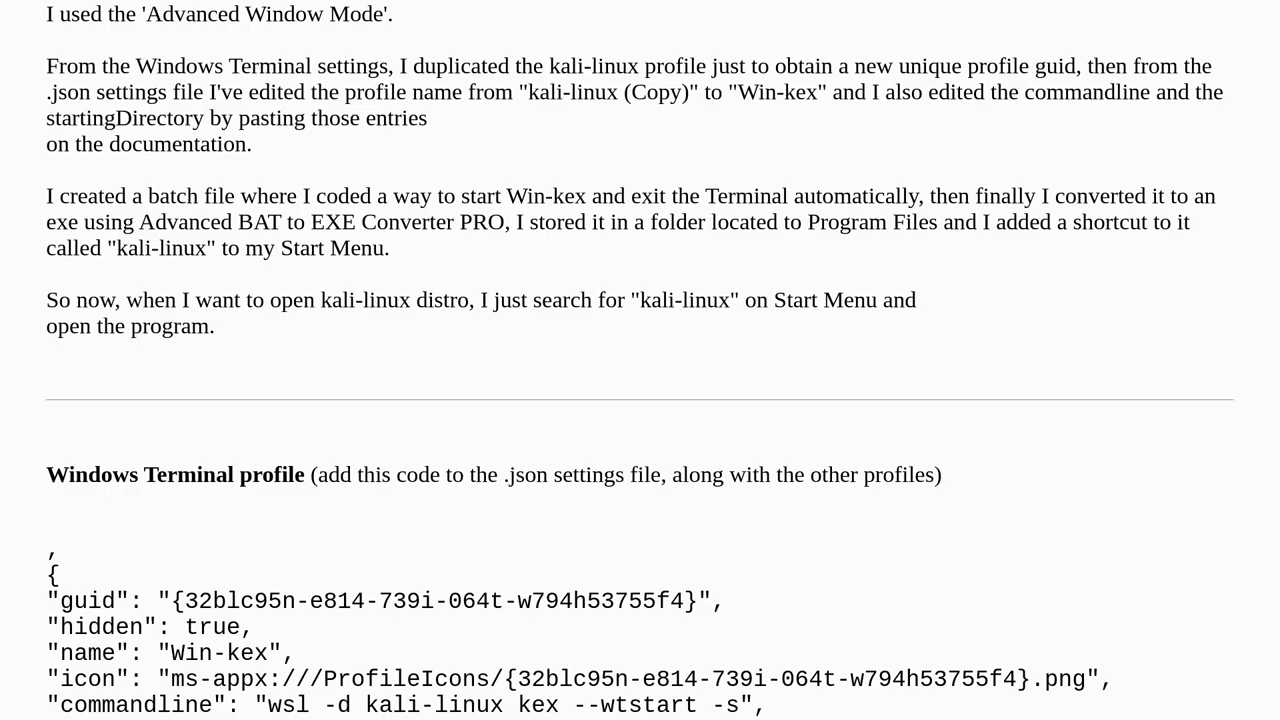 I used the 'Advanced Window Mode'.
From the Windows Terminal settings, I duplicated the kali-linux profile just to obtain a new unique profile guid, then from the
.json settings file I've edited the profile name from "kali-linux (Copy)" to "Win-kex" and I also edited the commandline and the
startingDirectory by pasting those entries
on the documentation.
I created a batch file where I coded a way to start Win-kex and exit the Terminal automatically, then finally I converted it to an
exe using Advanced BAT to EXE Converter PRO, I stored it in a folder located to Program Files and I added a shortcut to it
called "kali-linux" to my Start Menu.
So now, when I want to open kali-linux distro, I just search for "kali-linux" on Start Menu and
open the program.
Windows Terminal profile (add this code to the .json settings file, along with the other profiles)
,
{
"guid": "{32blc95n-e814-739i-064t-w794h53755f4}",
"hidden": true,
"name": "Win-kex",
"icon": "ms-appx:///ProfileIcons/{32blc95n-e814-739i-064t-w794h53755f4}.png",
"commandline": "wsl -d kali-linux kex --wtstart -s",